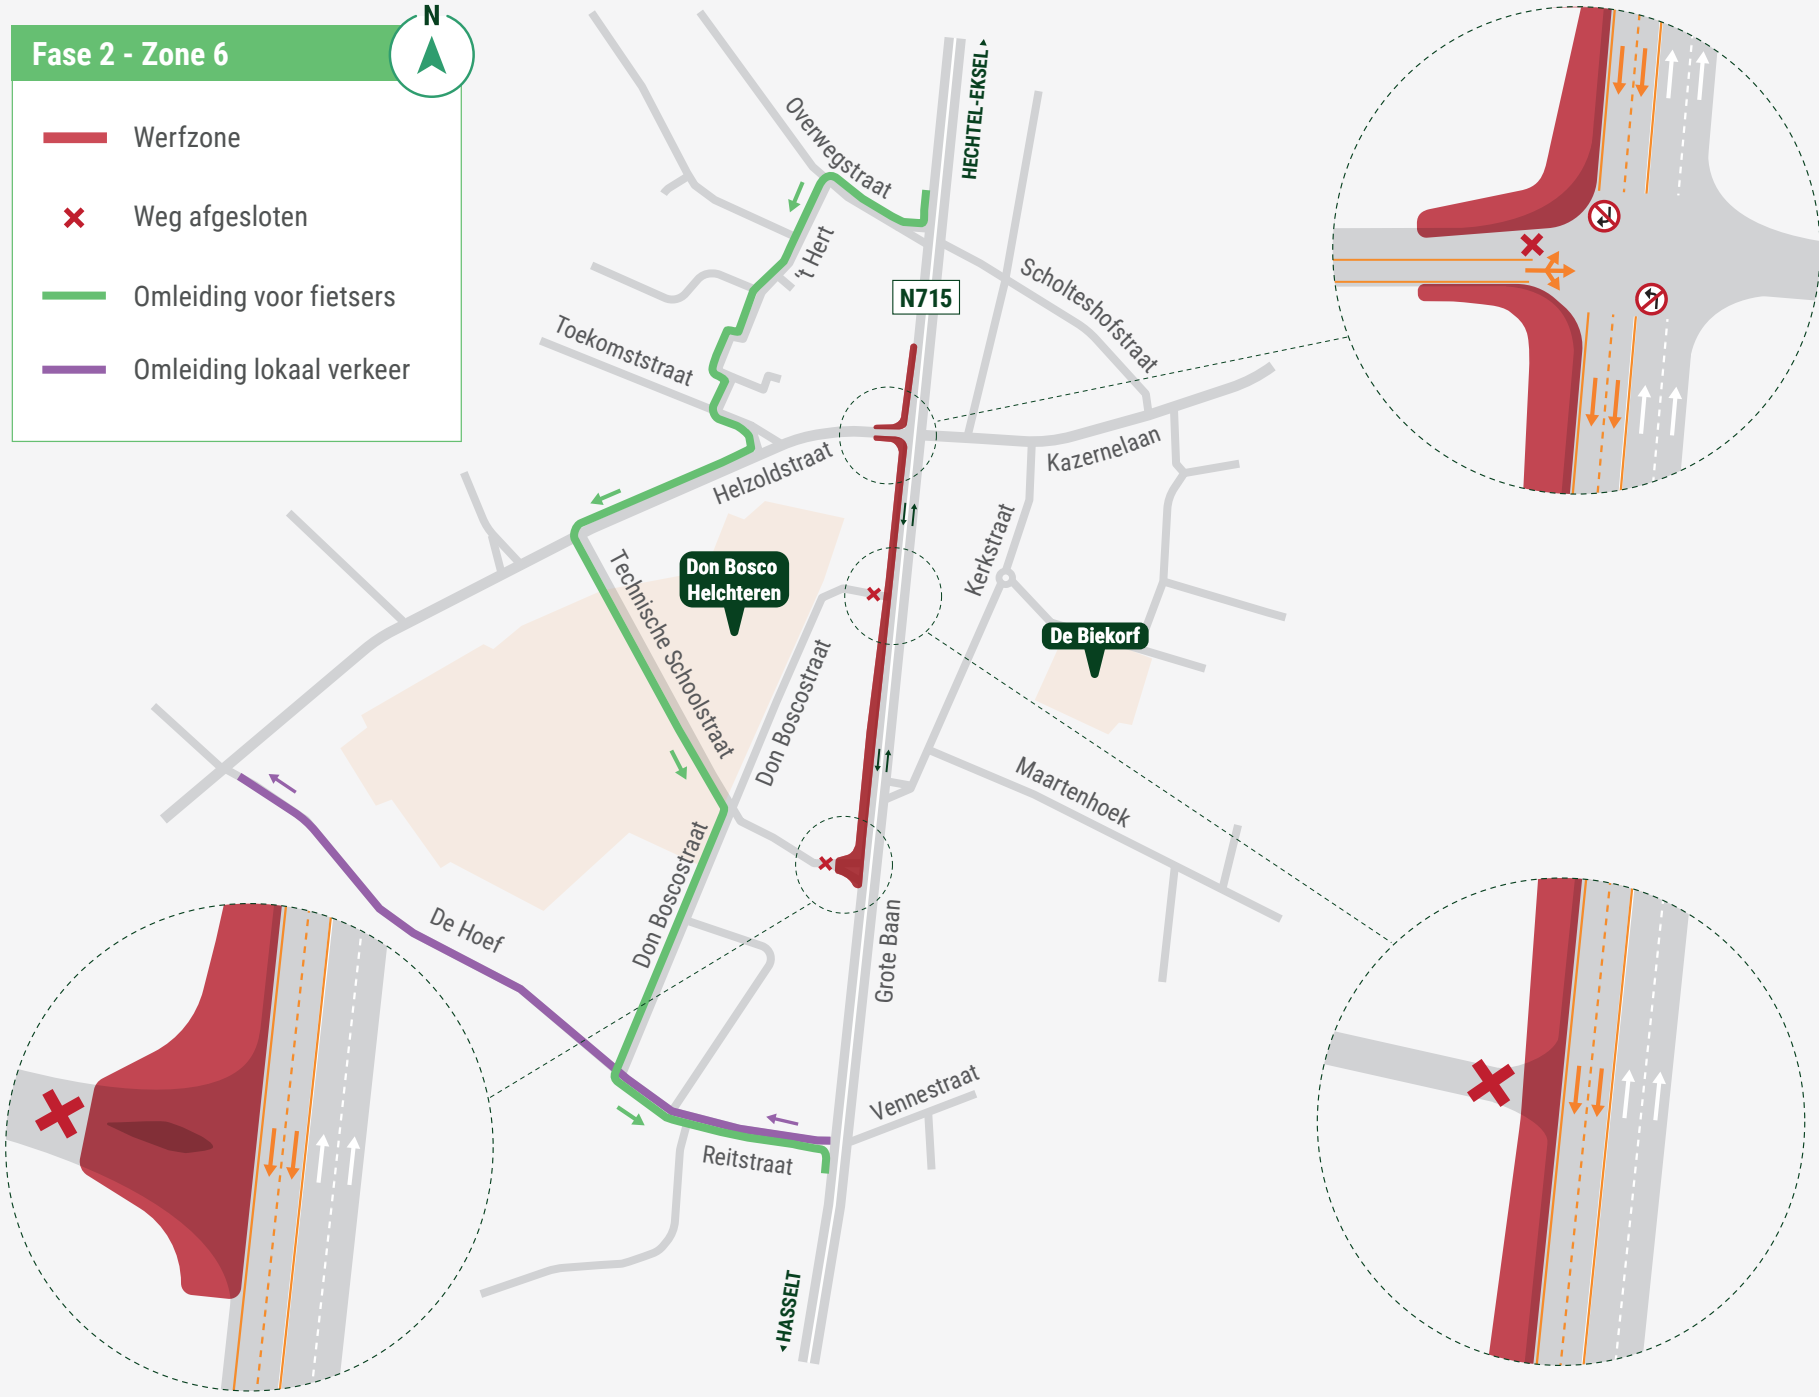 Fase 2 - Zone 6
N
Werfzone
Weg afgesloten
Omleiding voor fietsers
Omleiding lokaal verkeer
HECHTEL-EKSEL
Overwegstraat
't Hert
N715
Scholteshofstraat
Toekomststraat
Helzoldstraat
Kazernelaan
Kerkstraat
Technische Schoolstraat
Don Bosco
Helchteren
De Biekorf
Don Boscostraat
Maartenhoek
Don Boscostraat
De Hoef
Grote Baan
Vennestraat
Reitstraat
HASSELT